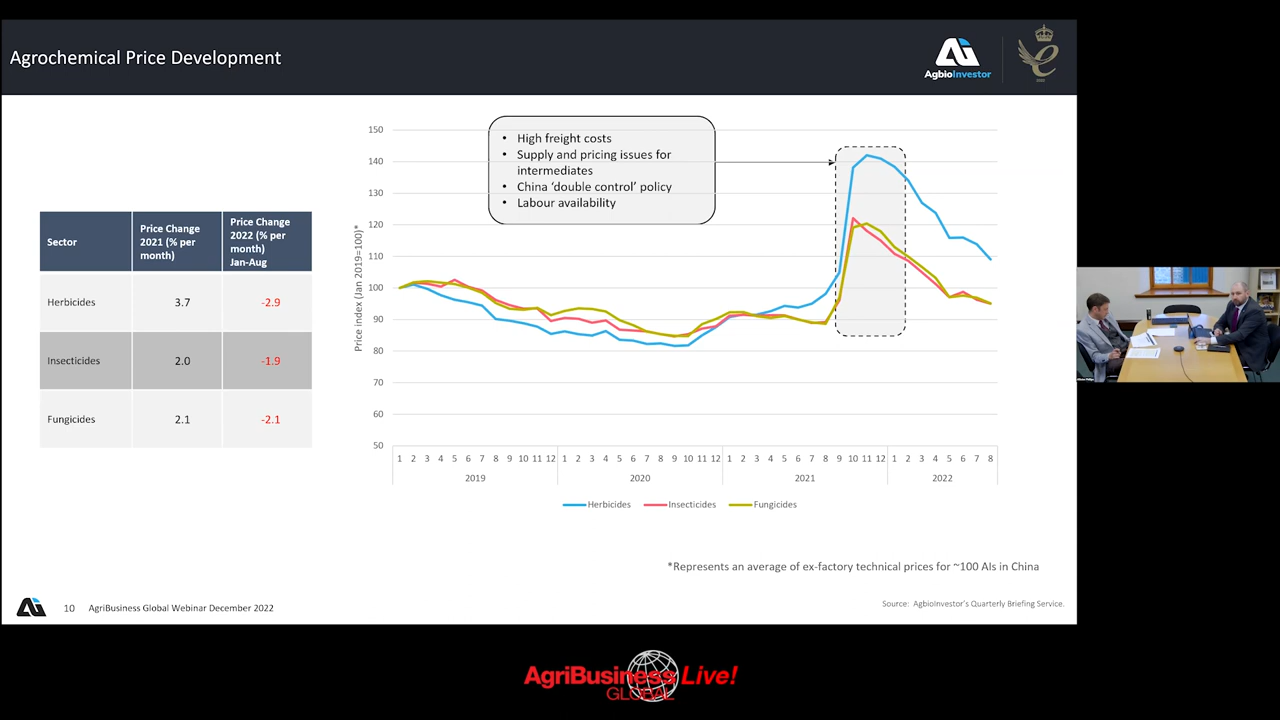 Agrochemical Price Development
AgbioInvestor
• High freight costs
• Supply and pricing issues for
intermediates
• China ‘double control’ policy
• Labour availability
Sector
Price Change
2021 (% per
month)
Price Change
2022 (% per
month)
Jan-Aug
Herbicides 3.7 -2.9
Insecticides 2.0 -1.9
Fungicides 2.1 -2.1
Price index (Jan 2019=100)*
150
140
130
120
110
100
90
80
70
60
50
1 2 3 4 5 6 7 8 9 10 11 12 1 2 3 4 5 6 7 8 9 10 11 12 1 2 3 4 5 6 7 8 9 10 11 12 1 2 3 4 5 6 7 8
2019 2020 2021 2022
Herbicides Insecticides Fungicides
*Represents an average of ex-factory technical prices for ~100 AIs in China
Source: AgbioInvestor's Quarterly Briefing Service.
10 AgriBusiness Global Webinar December 2022
AgriBusiness Live!
GLOBAL